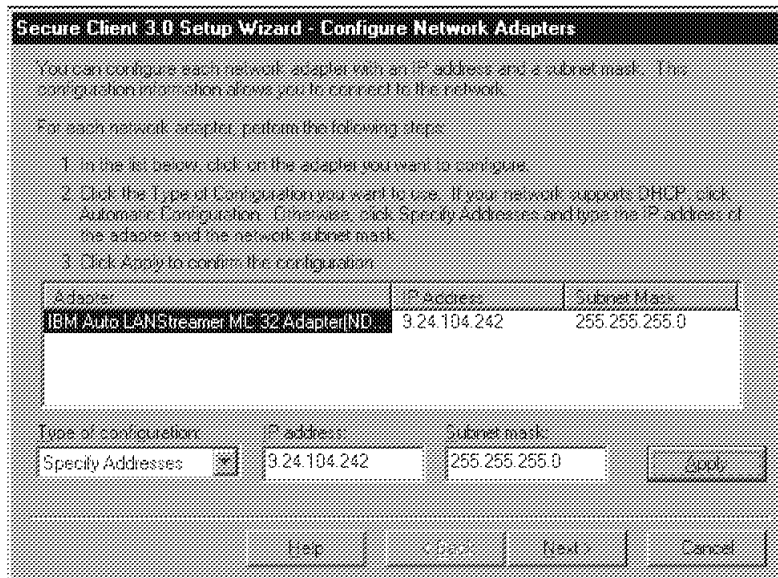 Secure Client 3.0 Setup Wizard - Configure Network Adapters
You can configure each network adapter with an IP address and a subnet mask. This
configuration information allows you to connect to the network.
For each network adapter, perform the following steps:
1. In the list below, click on the adapter you want to configure.
2. Click the Type of Configuration you want to use. If your network supports DHCP, click
Automatic Configuration. Otherwise, click Specify Addresses and type the IP address of
the adapter and the network subnet mask.
3. Click Apply to confirm the configuration.
Adapter IP Address Subnet Mask
IBM Auto LANStreamer MC 32 Adapter(ND... 9.24.104.242 255.255.255.0
Type of configuration: IP address: Subnet mask:
Specify Addresses 9.24.104.242 255.255.255.0 Apply
Help < Back Next > Cancel